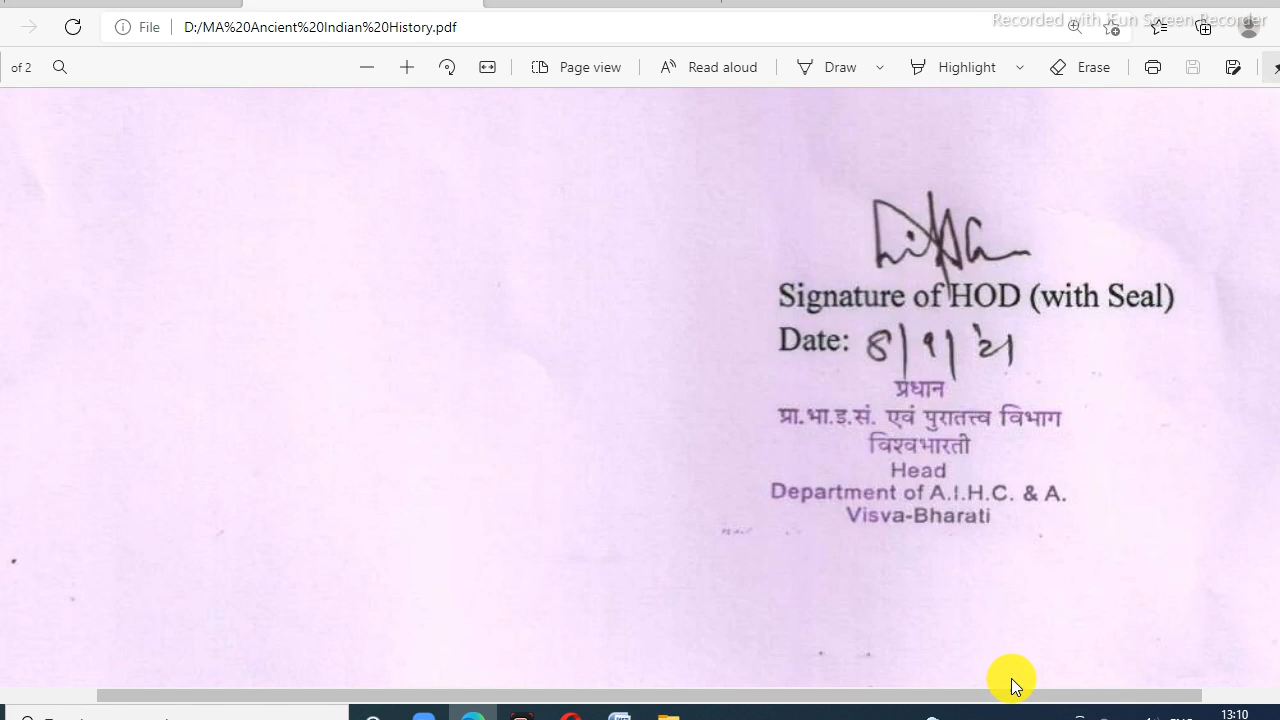 Recorded with iFun Screen Recorder
File D:/MA%20Ancient%20Indian%20History.pdf
of 2 Page view Read aloud Draw Highlight Erase
Signature of HOD (with Seal)
Date: 8/9/'21
प्रधान
प्रा.भा.इ.सं. एवं पुरातत्त्व विभाग
विश्वभारती
Head
Department of A.I.H.C. & A.
Visva-Bharati
13:10